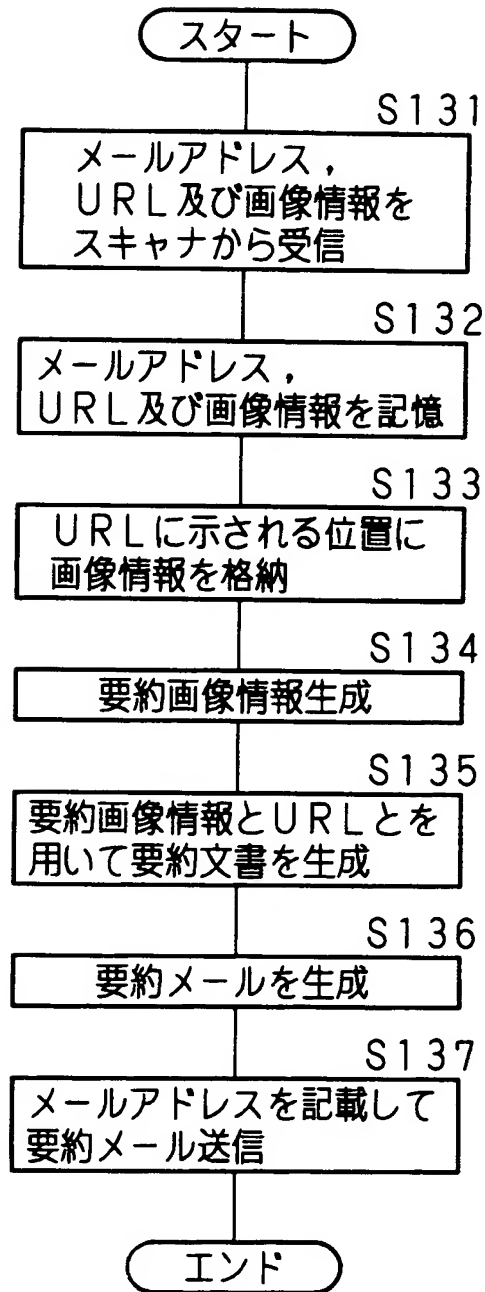 スタート
S131
メールアドレス，
URL及び画像情報を
スキャナから受信
S132
メールアドレス，
URL及び画像情報を記憶
S133
URLに示される位置に
画像情報を格納
S134
要約画像情報生成
S135
要約画像情報とURLとを
用いて要約文書を生成
S136
要約メールを生成
S137
メールアドレスを記載して
要約メール送信
エンド